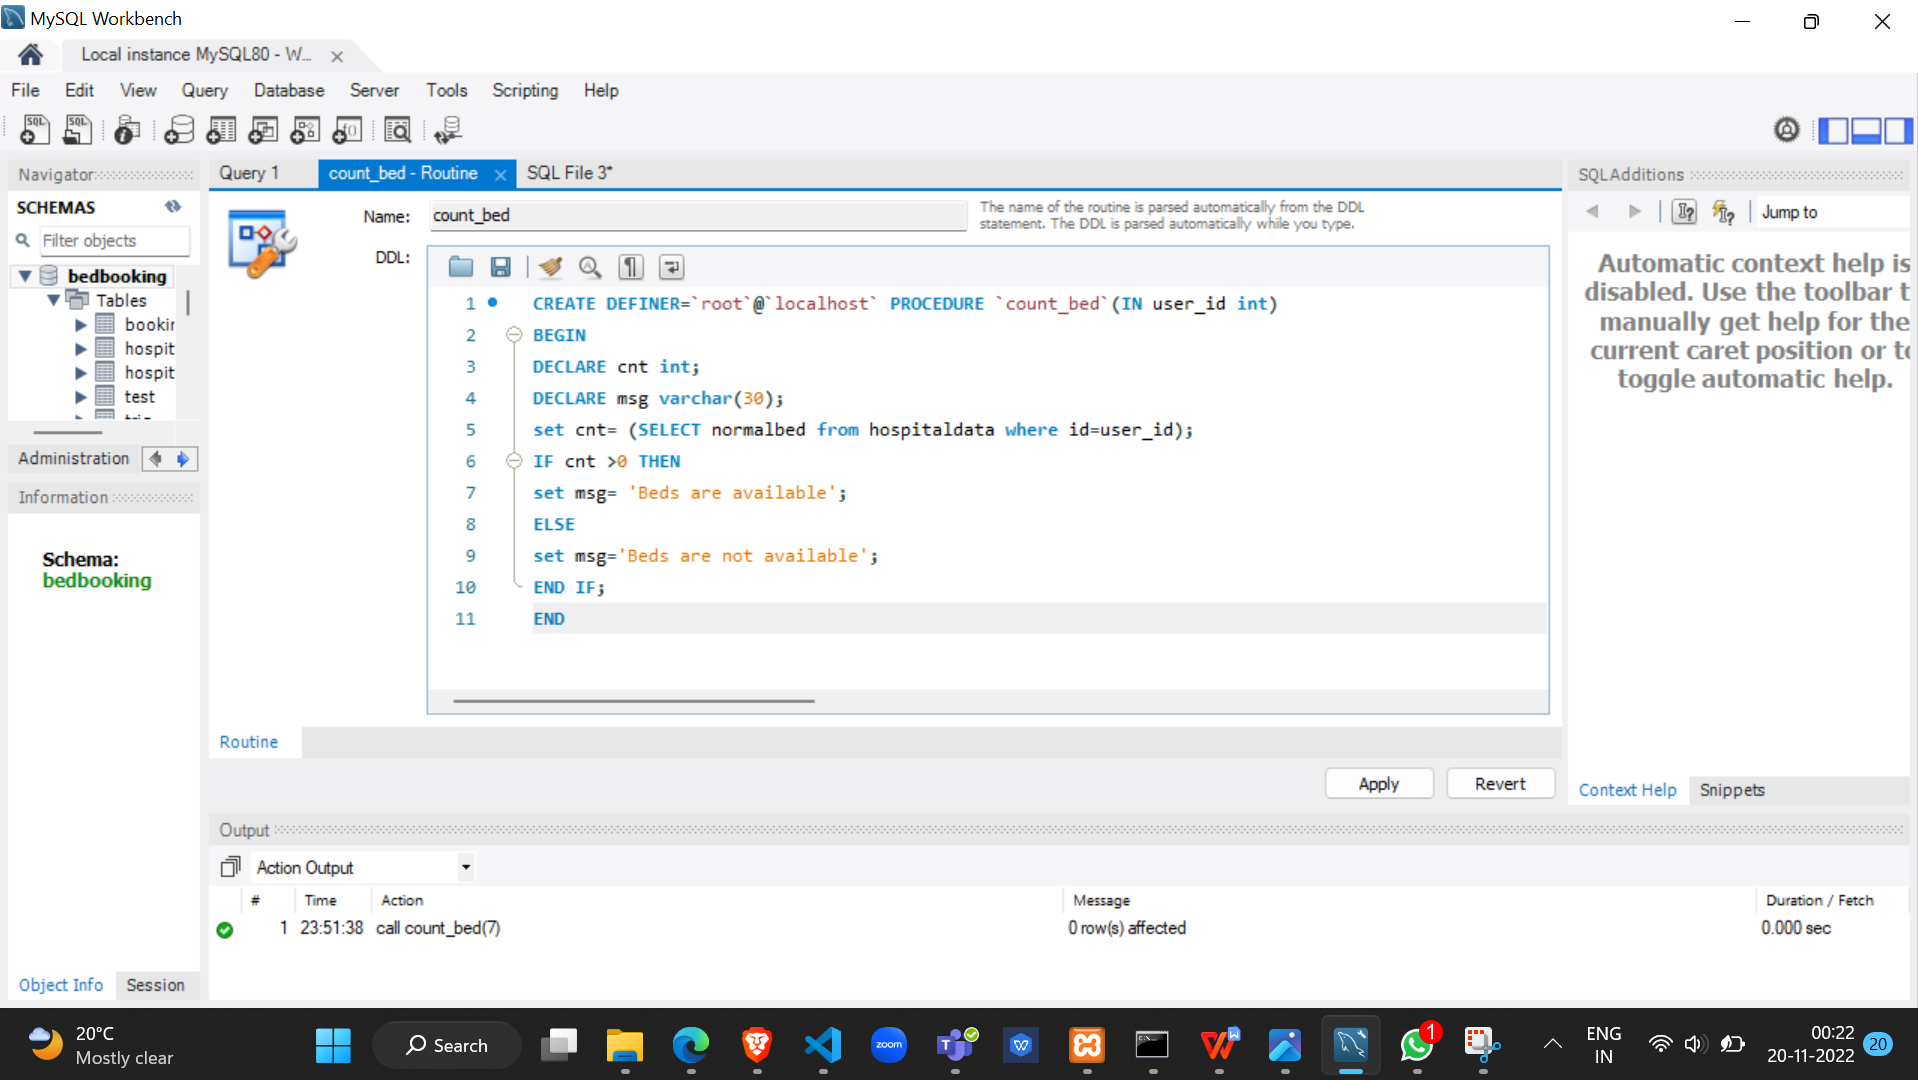 MySQL Workbench
Local instance MySQL80 - W...
File Edit View Query Database Server Tools Scripting Help
Navigator
SCHEMAS
Filter objects
bedbooking
Tables
bookir
hospit
hospit
test
Administration
Information
Schema:
bedbooking
Object Info Session
Query 1 count_bed - Routine SQL File 3*
Name: count_bed
The name of the routine is parsed automatically from the DDL
statement. The DDL is parsed automatically while you type.
DDL:
1 CREATE DEFINER=`root`@`localhost` PROCEDURE `count_bed`(IN user_id int)
2 BEGIN
3 DECLARE cnt int;
4 DECLARE msg varchar(30);
5 set cnt= (SELECT normalbed from hospitaldata where id=user_id);
6 IF cnt >0 THEN
7 set msg= 'Beds are available';
8 ELSE
9 set msg='Beds are not available';
10 END IF;
11 END
Routine
Apply Revert
SQLAdditions
Jump to
Automatic context help is
disabled. Use the toolbar t
manually get help for the
current caret position or to
toggle automatic help.
Context Help Snippets
Output
Action Output
# Time Action Message Duration / Fetch
1 23:51:38 call count_bed(7) 0 row(s) affected 0.000 sec
20°C
Mostly clear
Search
zoom
1
ENG
IN
00:22
20-11-2022
20